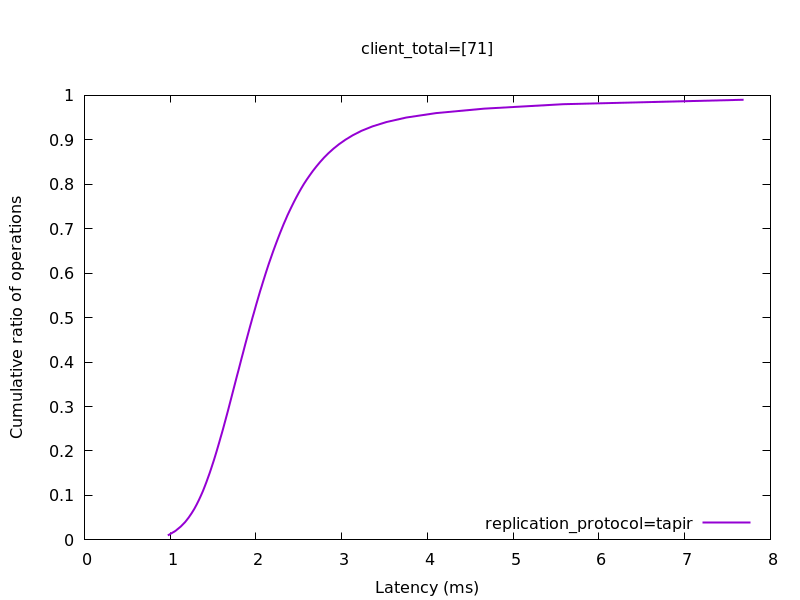 client_total=[71]
1
0.9
0.8
0.7
0.6
0.5
0.4
0.3
0.2
0.1
0
Cumulative ratio of operations
replication_protocol=tapir
0 1 2 3 4 5 6 7 8
Latency (ms)